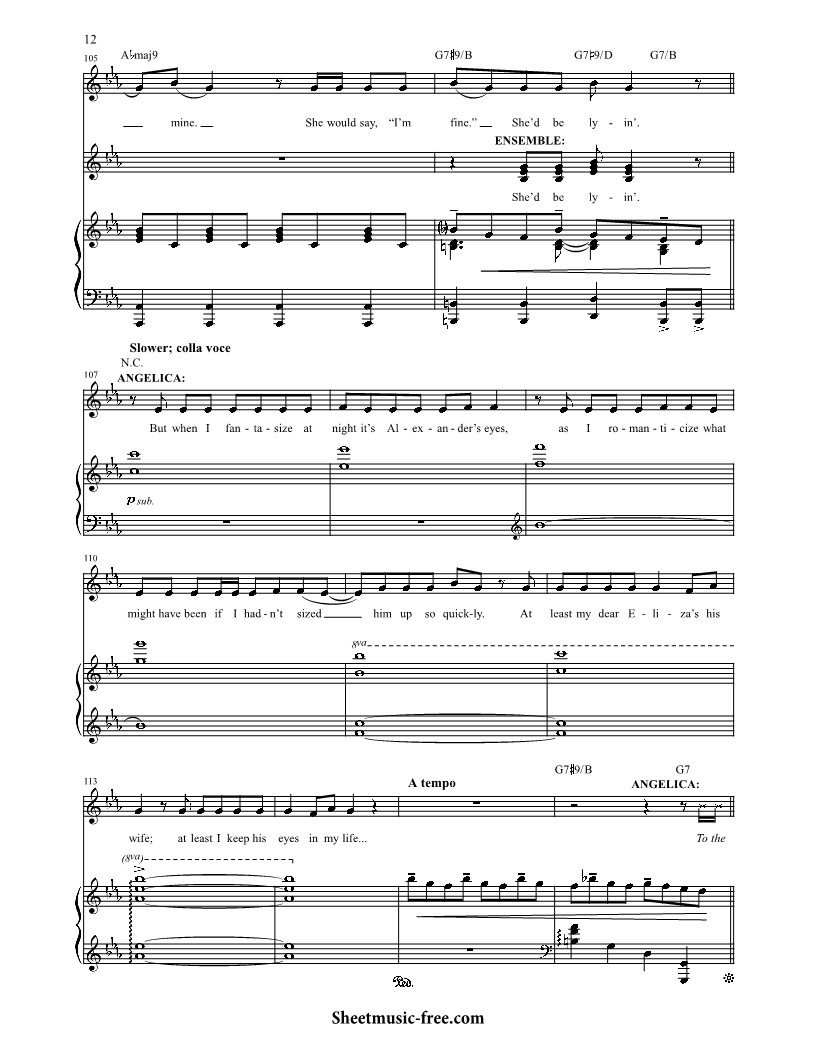 12
105
A♭maj9 G7♯9/B G7♭9/D G7/B
mine. She would say, “I’m fine.” She’d be ly - in’.
ENSEMBLE:
She’d be ly - in’.
Slower; colla voce
N.C.
107 ANGELICA:
But when I fan - ta - size at night it’s Al - ex - an - der’s eyes, as I ro - man - ti - cize what
p sub.
110
might have been if I had - n’t sized him up so quick - ly. At least my dear E - li - za’s his
8va
113
A tempo
G7♯9/B G7
ANGELICA:
wife; at least I keep his eyes in my life... To the
(8va)
Ped.
Sheetmusic-free.com